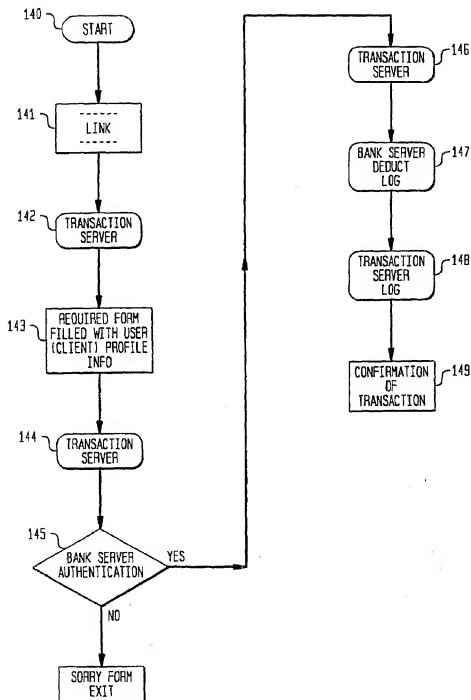 140
START
141
LINK
142
TRANSACTION
SERVER
143
REQUIRED FORM
FILLED WITH USER
(CLIENT) PROFILE
INFO
144
TRANSACTION
SERVER
145
BANK SERVER
AUTHENTICATION
YES
NO
SORRY FORM
EXIT
TRANSACTION
SERVER
146
BANK SERVER
DEDUCT
LOG
147
TRANSACTION
SERVER
LOG
148
CONFIRMATION
OF
TRANSACTION
149